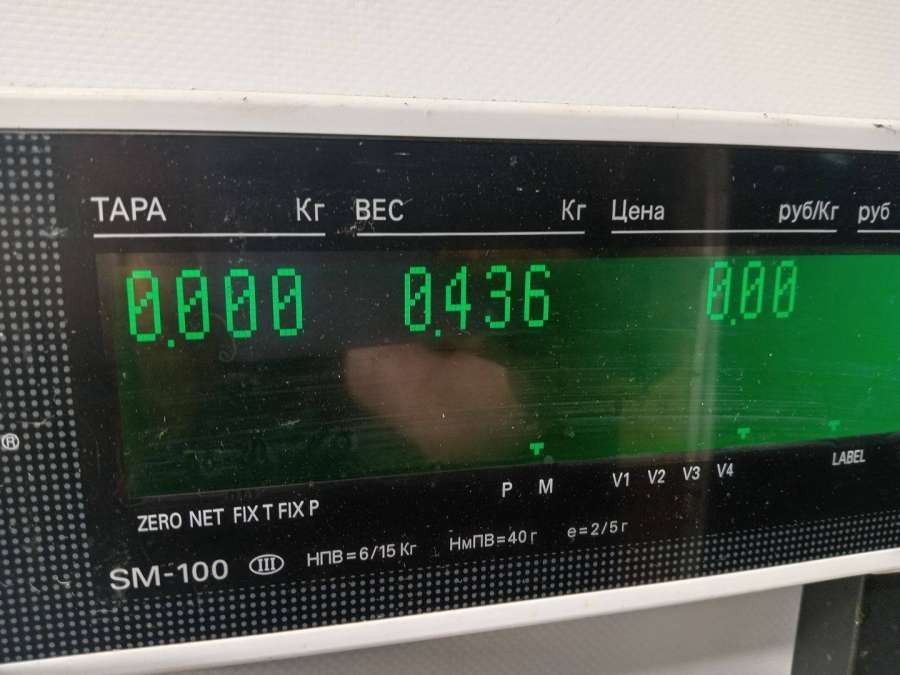 ТАРА Кг ВЕС Кг Цена руб/Кг руб
0.000 0.436 0.00
P M V1 V2 V3 V4 LABEL
ZERO NET FIX T FIX P
SM-100 III НПВ=6/15 Кг НмПВ=40 г e=2/5 г
®